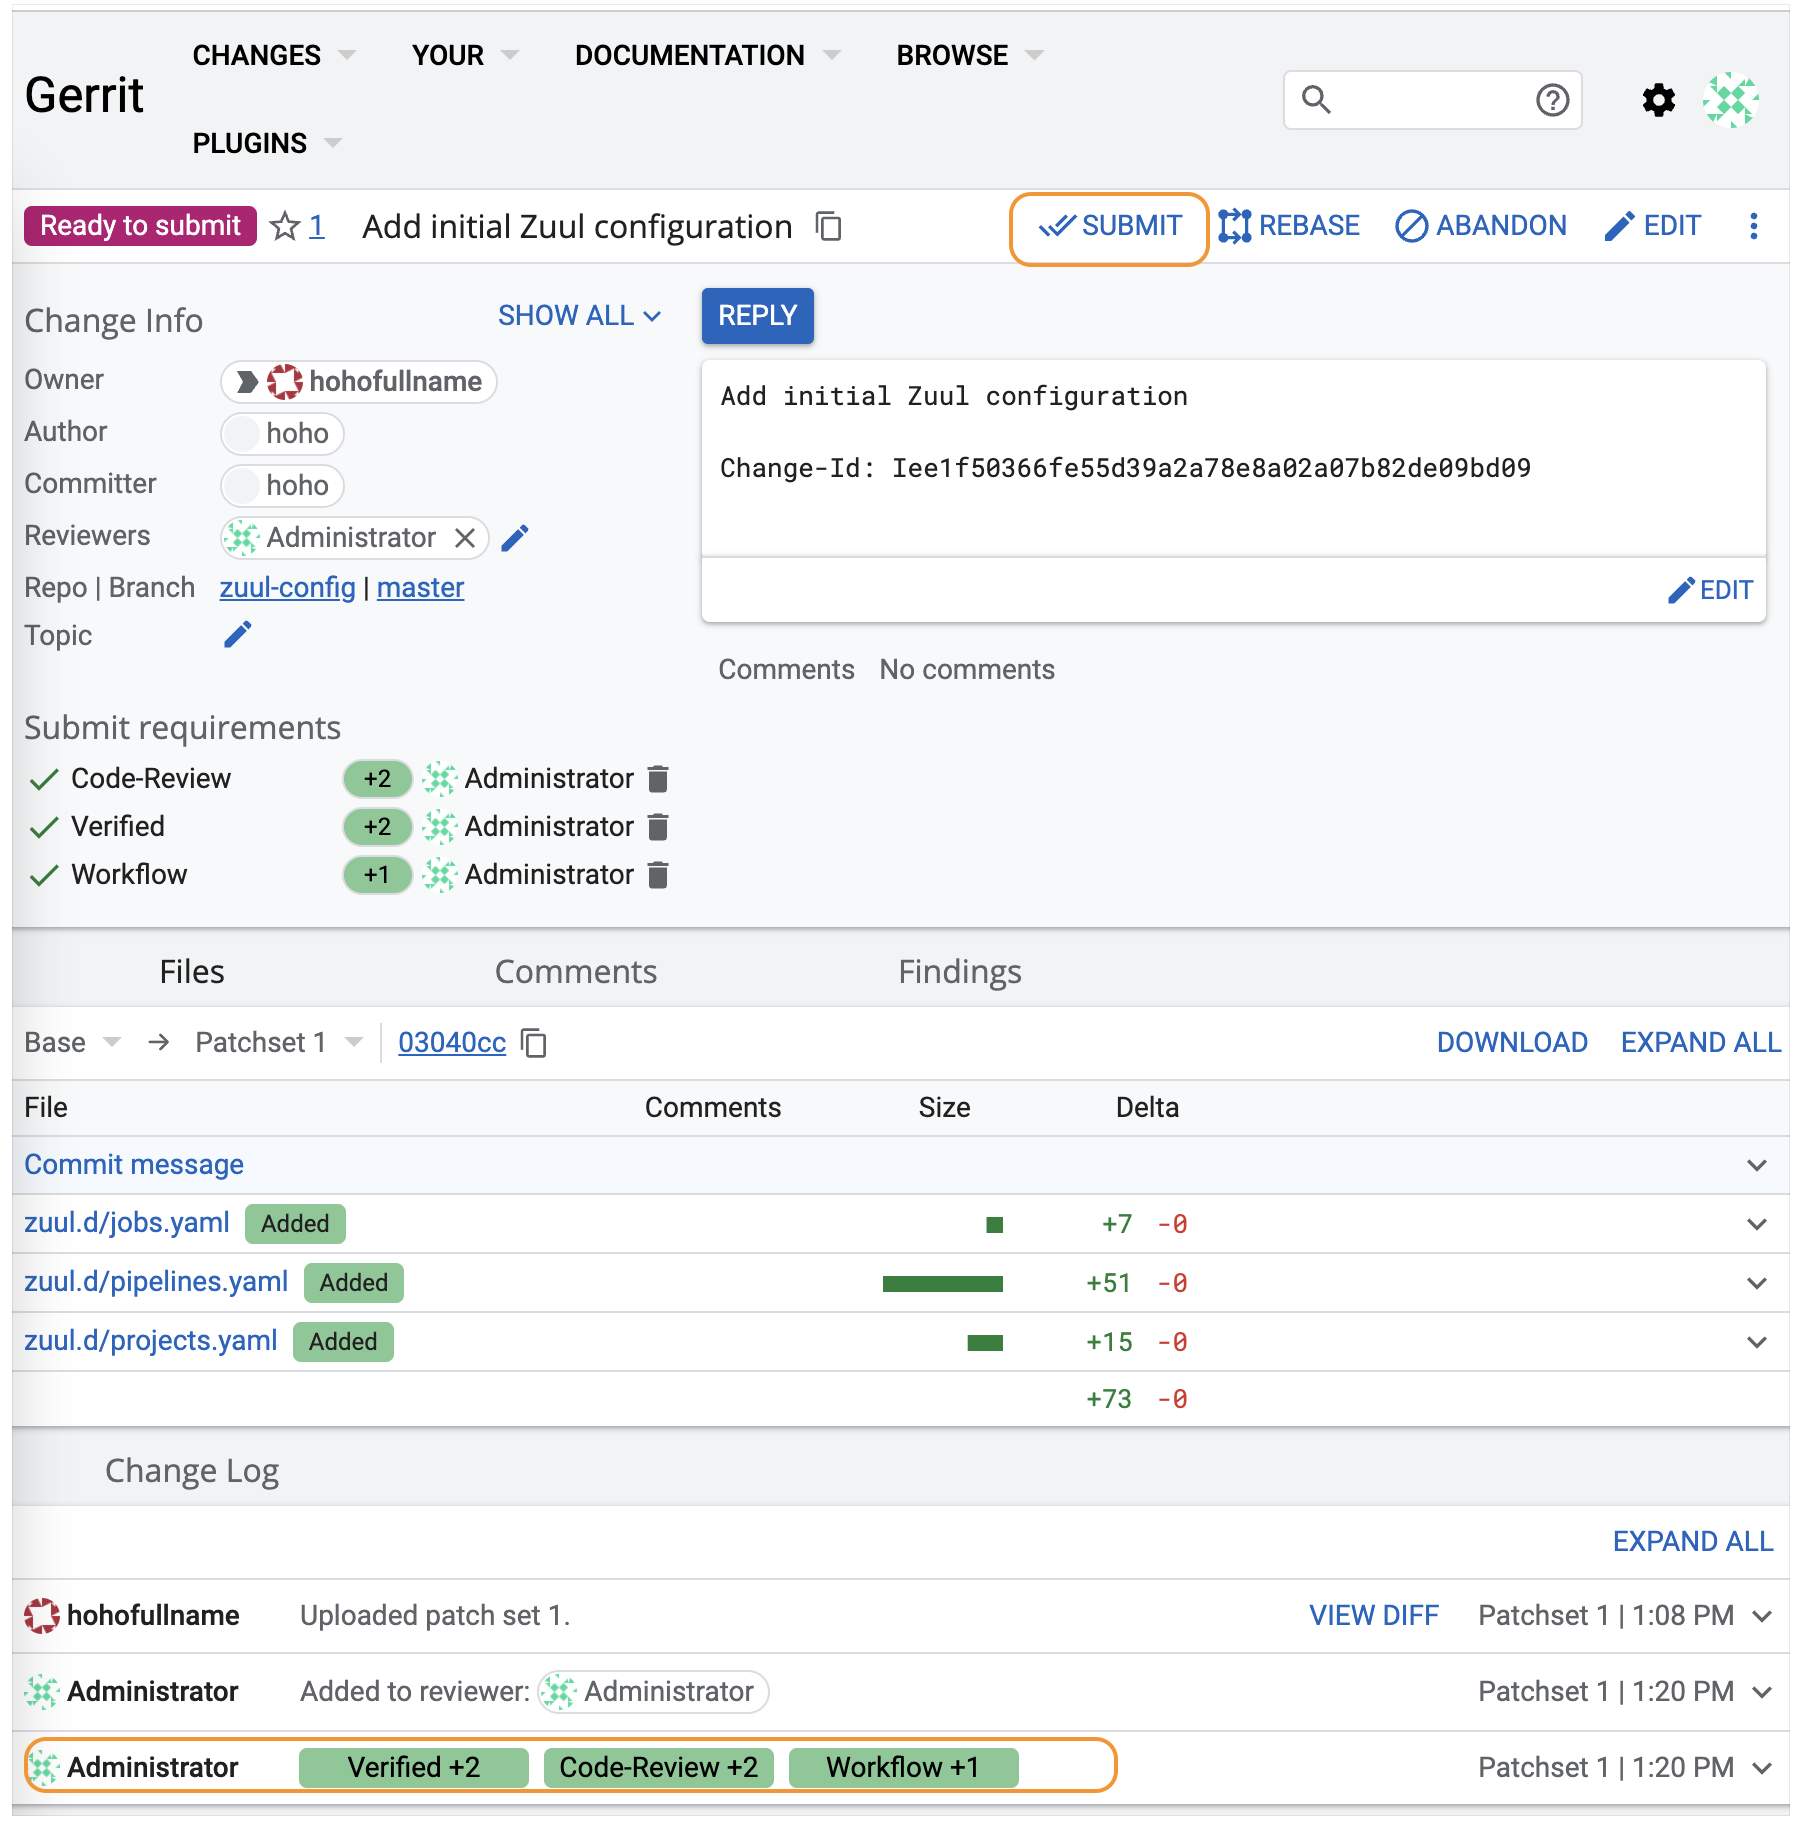 CHANGES YOUR DOCUMENTATION BROWSE
Gerrit
PLUGINS
Ready to submit 1 Add initial Zuul configuration SUBMIT REBASE ABANDON EDIT
Change Info SHOW ALL REPLY
Owner hohofullname
Author hoho
Committer hoho
Reviewers Administrator
Repo | Branch zuul-config | master
Topic
Add initial Zuul configuration
Change-Id: Iee1f50366fe55d39a2a78e8a02a07b82de09bd09
EDIT
Comments No comments
Submit requirements
Code-Review +2 Administrator
Verified +2 Administrator
Workflow +1 Administrator
Files Comments Findings
Base → Patchset 1 03040cc DOWNLOAD EXPAND ALL
File Comments Size Delta
Commit message
zuul.d/jobs.yaml Added +7 -0
zuul.d/pipelines.yaml Added +51 -0
zuul.d/projects.yaml Added +15 -0
+73 -0
Change Log
EXPAND ALL
hohofullname Uploaded patch set 1. VIEW DIFF Patchset 1 | 1:08 PM
Administrator Added to reviewer: Administrator Patchset 1 | 1:20 PM
Administrator Verified +2 Code-Review +2 Workflow +1 Patchset 1 | 1:20 PM